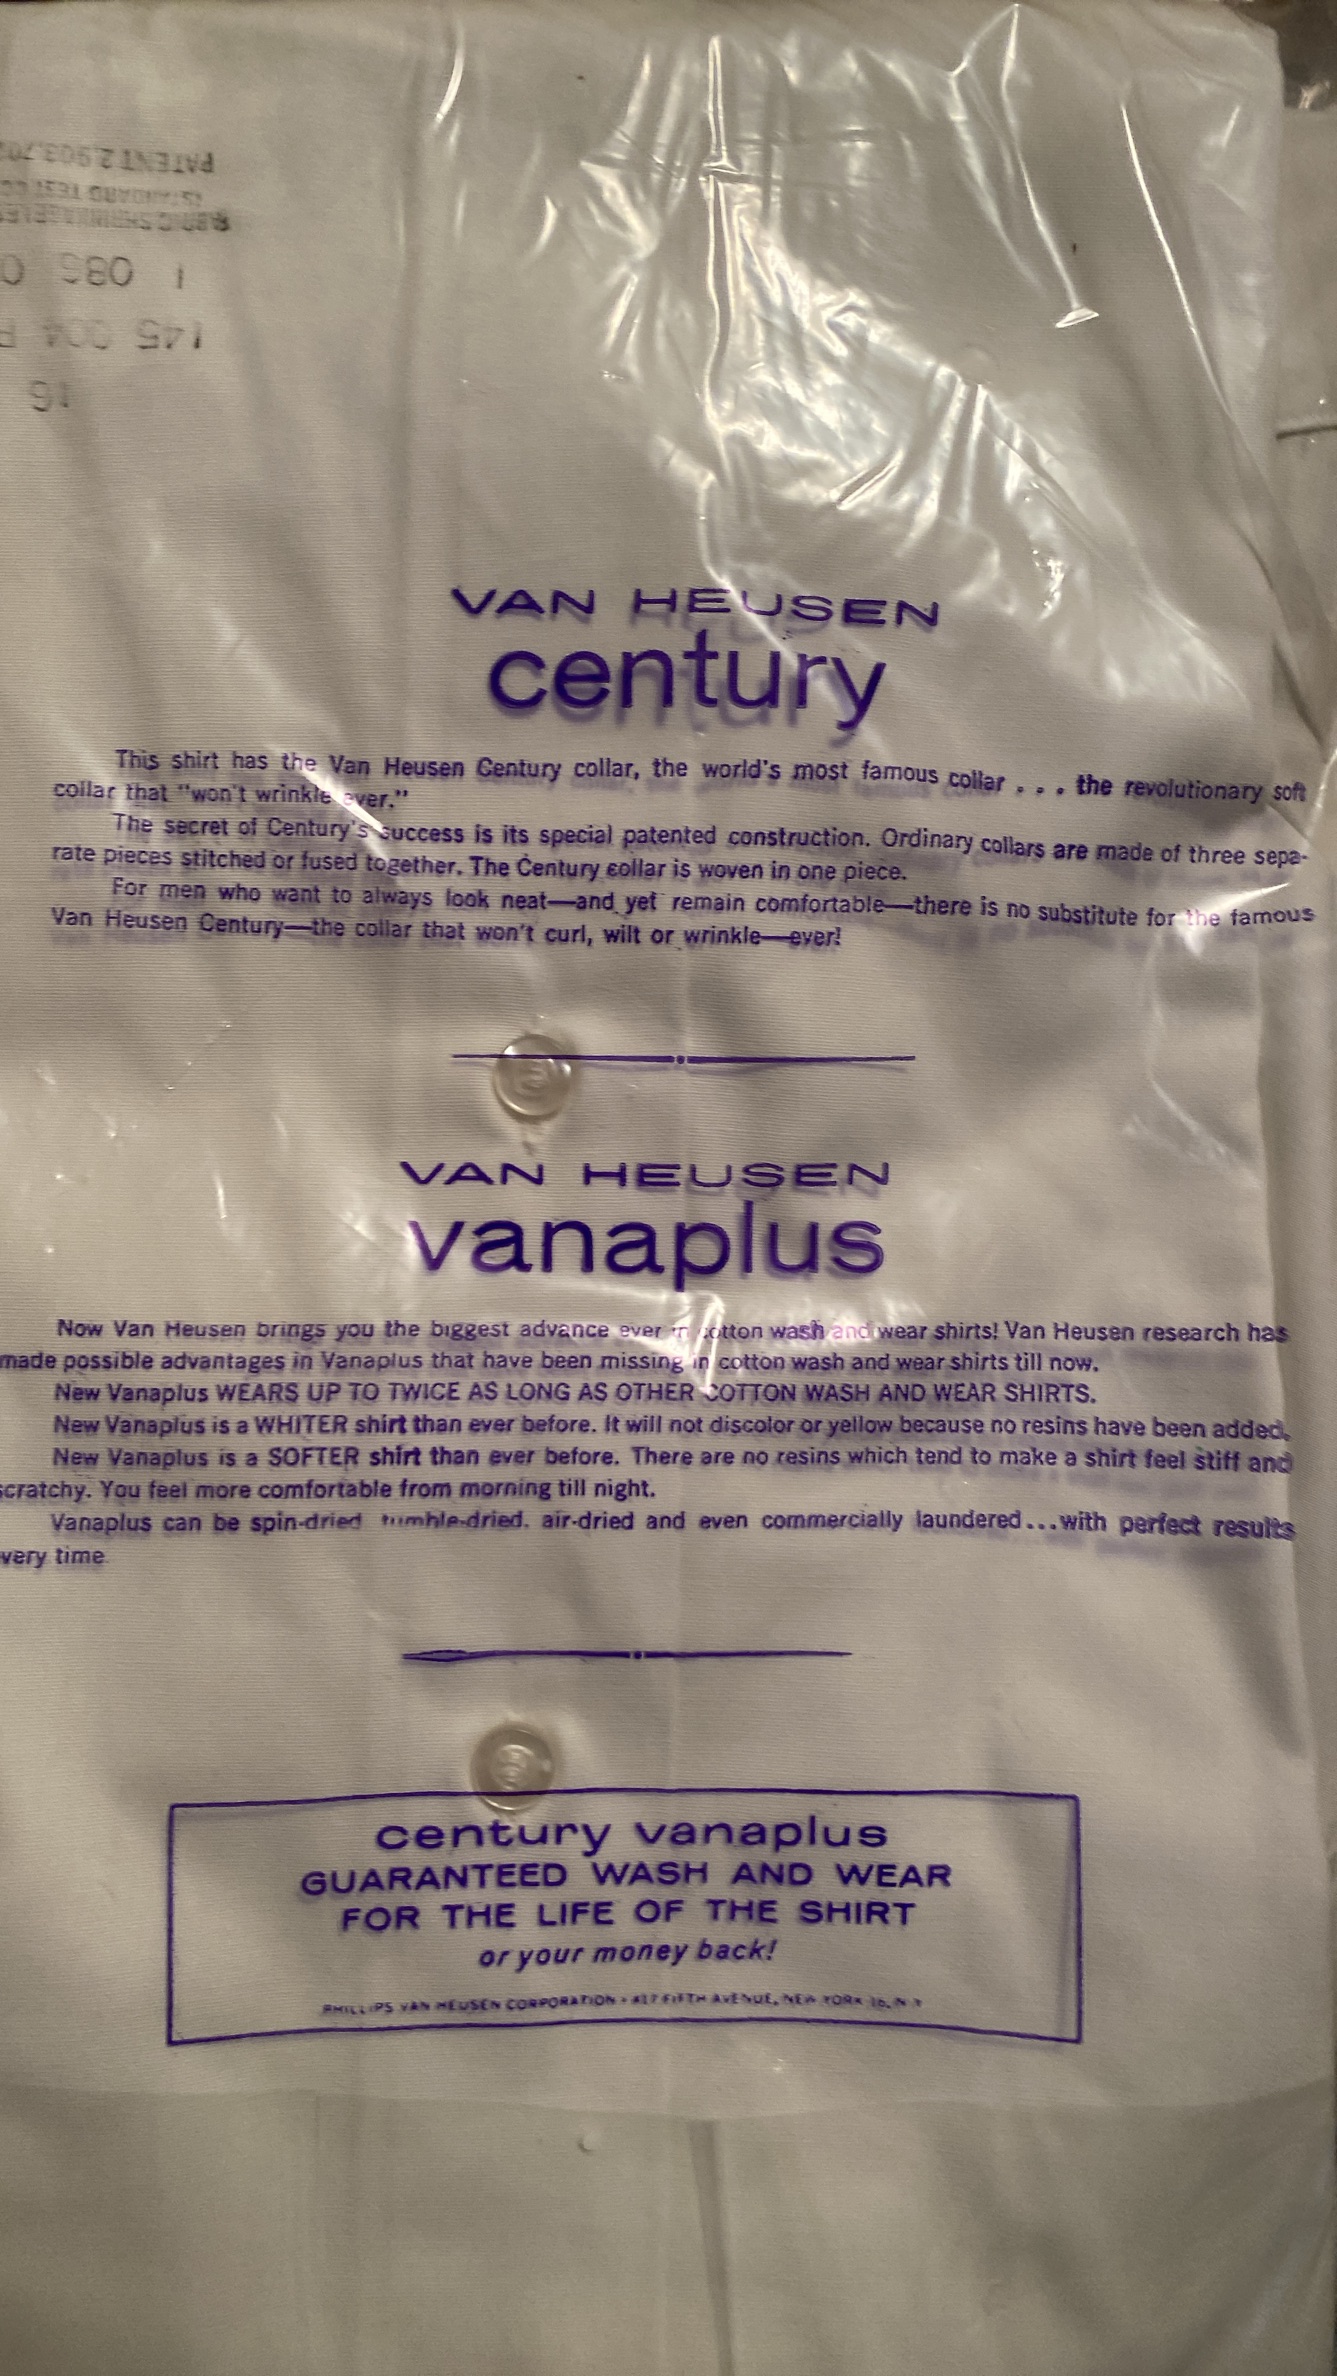 PATENT 2,903,702
(STANDARD TEST
1 08
145 004
16
VAN HEUSEN
century
This shirt has the Van Heusen Century collar, the world's most famous collar . . . the revolutionary soft
collar that "won't wrinkle ever."
The secret of Century's success is its special patented construction. Ordinary collars are made of three sepa-
rate pieces stitched or fused together. The Century collar is woven in one piece.
For men who want to always look neat—and yet remain comfortable—there is no substitute for the famous
Van Heusen Century—the collar that won't curl, wilt or wrinkle—ever!
VAN HEUSEN
vanaplus
Now Van Heusen brings you the biggest advance ever in cotton wash and wear shirts! Van Heusen research has
made possible advantages in Vanaplus that have been missing in cotton wash and wear shirts till now.
New Vanaplus WEARS UP TO TWICE AS LONG AS OTHER COTTON WASH AND WEAR SHIRTS.
New Vanaplus is a WHITER shirt than ever before. It will not discolor or yellow because no resins have been added.
New Vanaplus is a SOFTER shirt than ever before. There are no resins which tend to make a shirt feel stiff and
scratchy. You feel more comfortable from morning till night.
Vanaplus can be spin-dried tumble-dried, air-dried and even commercially laundered...with perfect results
very time
century vanaplus
GUARANTEED WASH AND WEAR
FOR THE LIFE OF THE SHIRT
or your money back!
PHILLIPS VAN HEUSEN CORPORATION • 417 FIFTH AVENUE, NEW YORK 16, N Y